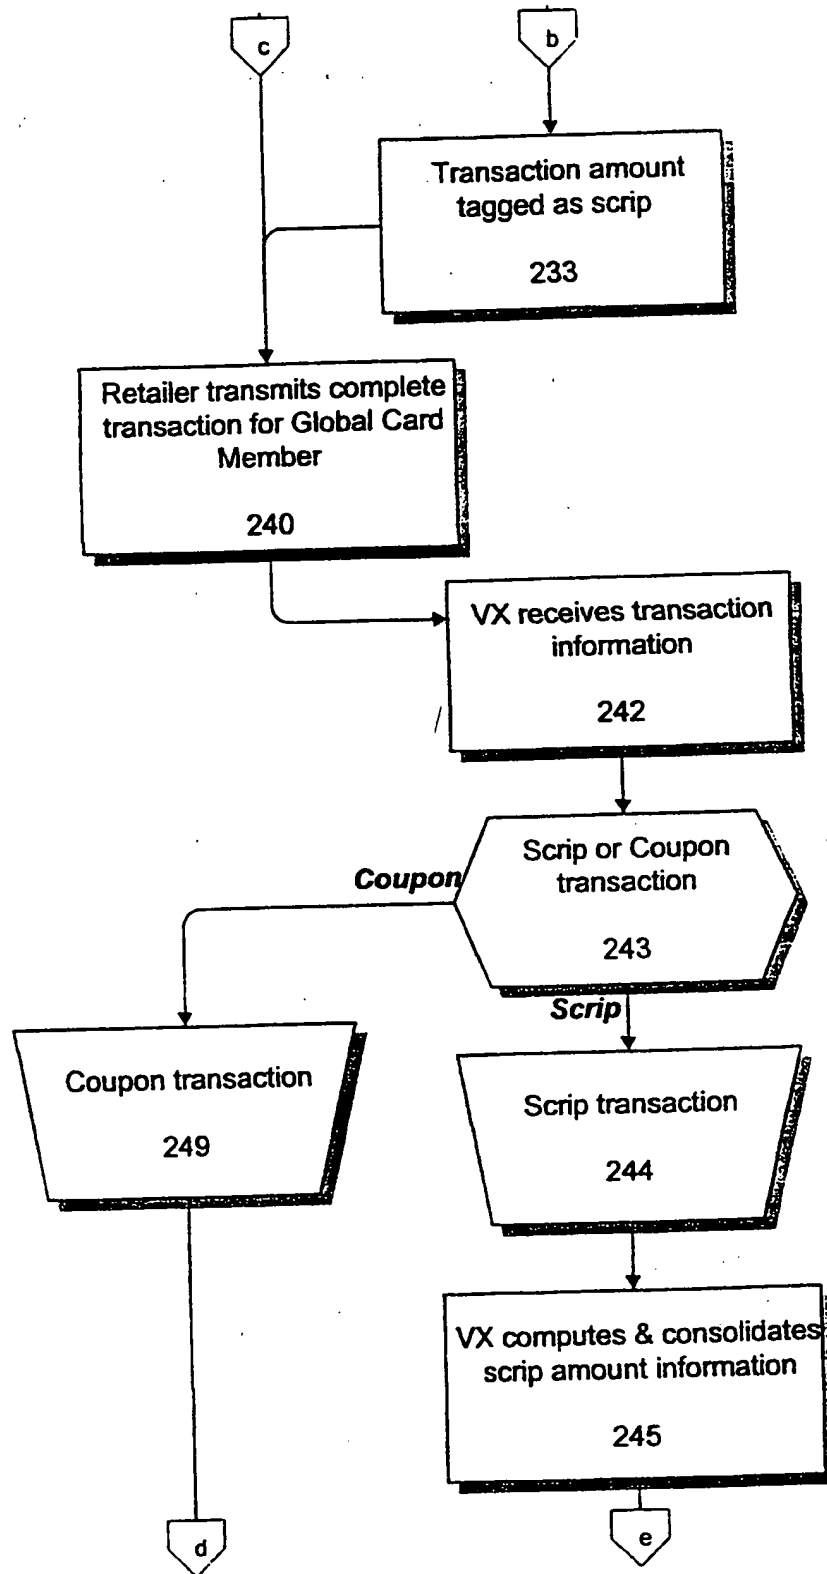 c
b
Transaction amount
tagged as scrip
233
Retailer transmits complete
transaction for Global Card
Member
240
VX receives transaction
information
242
Scrip or Coupon
transaction
243
Coupon
Scrip
Coupon transaction
249
Scrip transaction
244
VX computes & consolidates
scrip amount information
245
d
e